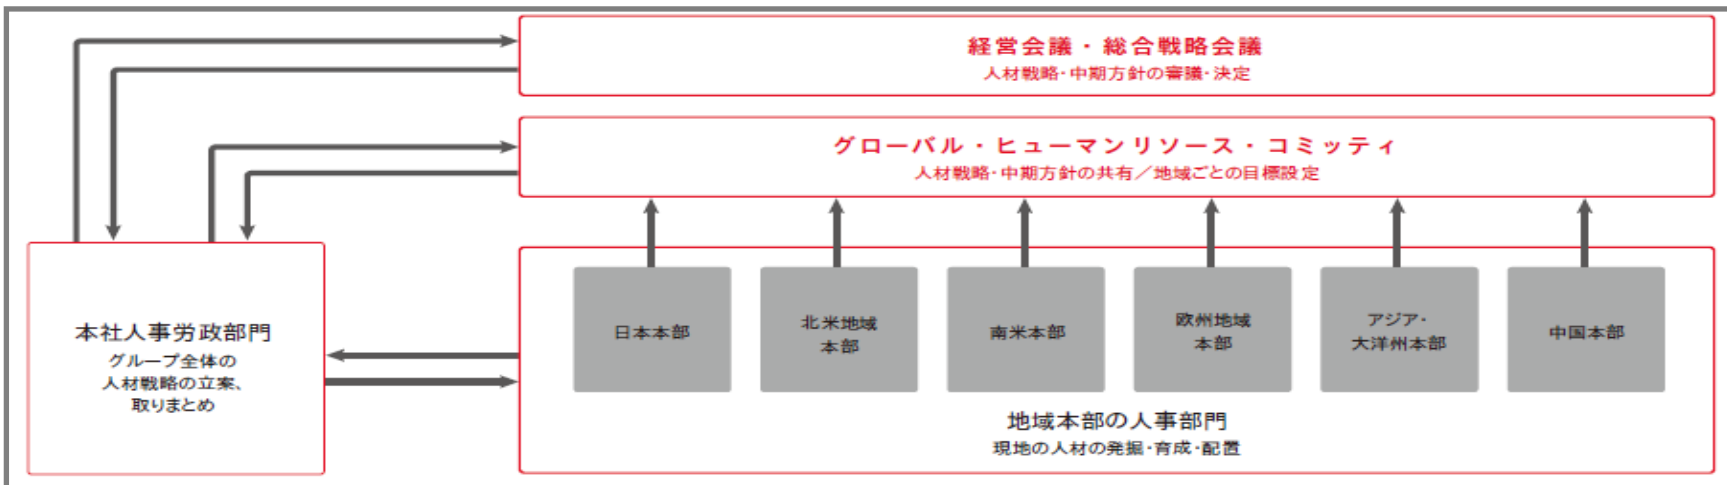 経営会議・総合戦略会議
人材戦略・中期方針の審議・決定
グローバル・ヒューマンリソース・コミッティ
人材戦略・中期方針の共有／地域ごとの目標設定
本社人事労政部門
グループ全体の
人材戦略の立案、
取りまとめ
日本本部
北米地域
本部
南米本部
欧州地域
本部
アジア・
大洋州本部
中国本部
地域本部の人事部門
現地の人材の発掘・育成・配置